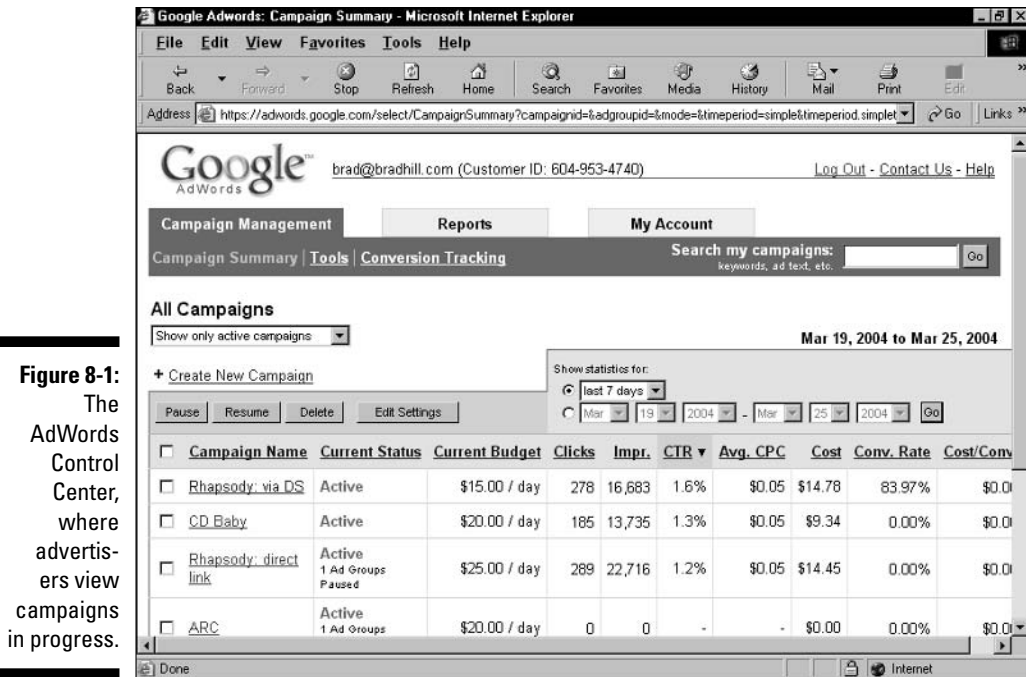 Google Adwords: Campaign Summary - Microsoft Internet Explorer
File Edit View Favorites Tools Help
Back Forward Stop Refresh Home Search Favorites Media History Mail Print Edit
Address https://adwords.google.com/select/CampaignSummary?campaignid=&adgroupid=&mode=&timeperiod=simple&timeperiod.simplet Go Links »
Google™ AdWords
brad@bradhill.com (Customer ID: 604-953-4740)
Log Out - Contact Us - Help
Campaign Management Reports My Account
Campaign Summary | Tools | Conversion Tracking
Search my campaigns:
keywords, ad text, etc.
Go
All Campaigns
Show only active campaigns
Mar 19, 2004 to Mar 25, 2004
+ Create New Campaign
Show statistics for:
last 7 days
Pause Resume Delete Edit Settings
Mar 19 2004 - Mar 25 2004 Go
Campaign Name Current Status Current Budget Clicks Impr. CTR ▼ Avg. CPC Cost Conv. Rate Cost/Conv
Rhapsody: via DS Active $15.00 / day 278 16,683 1.6% $0.05 $14.78 83.97% $0.0
CD Baby Active $20.00 / day 185 13,735 1.3% $0.05 $9.34 0.00% $0.0
Rhapsody: direct link Active 1 Ad Groups Paused $25.00 / day 289 22,716 1.2% $0.05 $14.45 0.00% $0.0
ARC Active 1 Ad Groups $20.00 / day 0 0 - - $0.00 0.00% $0.0
Done Internet
Figure 8-1:
The
AdWords
Control
Center,
where
advertis-
ers view
campaigns
in progress.